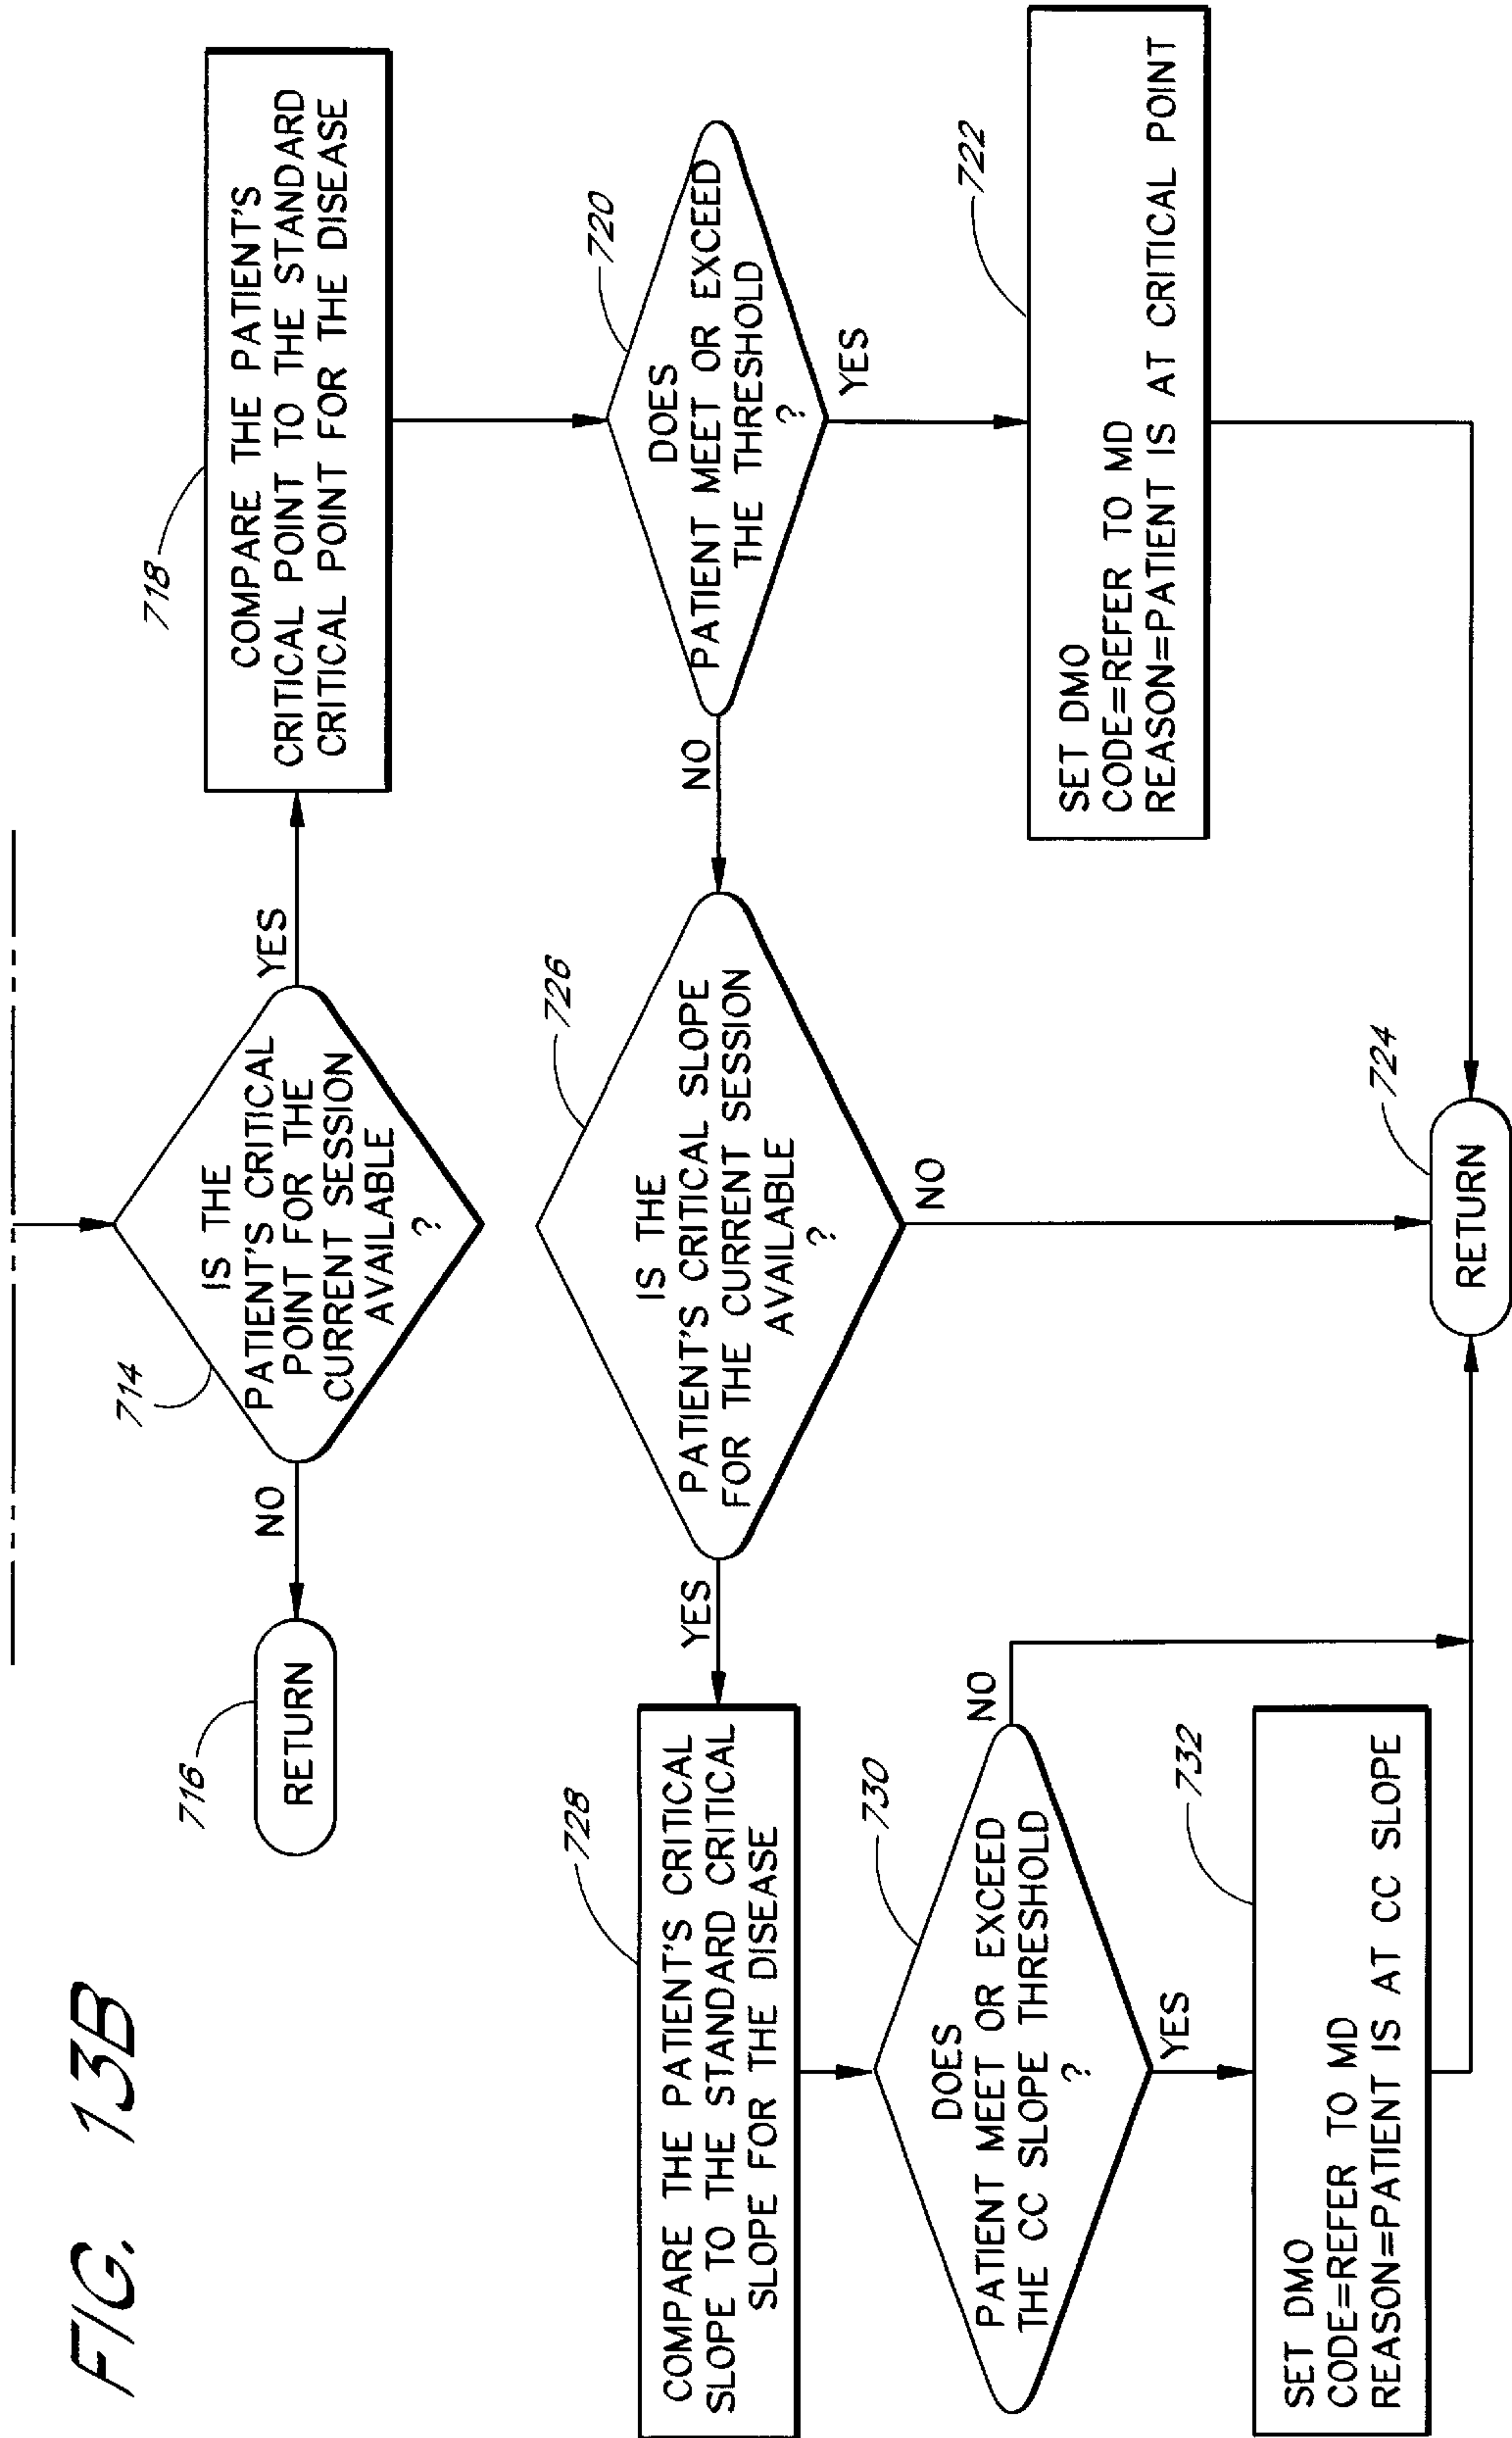 FIG. 13B
714
IS THE
PATIENT'S CRITICAL
POINT FOR THE
CURRENT SESSION
AVAILABLE
?
NO
YES
716
RETURN
718
COMPARE THE PATIENT'S
CRITICAL POINT TO THE STANDARD
CRITICAL POINT FOR THE DISEASE
720
DOES
PATIENT MEET OR EXCEED
THE THRESHOLD
?
NO
YES
722
SET DMO
CODE=REFER TO MD
REASON=PATIENT IS AT CRITICAL POINT
726
IS THE
PATIENT'S CRITICAL SLOPE
FOR THE CURRENT SESSION
AVAILABLE
?
YES
NO
728
COMPARE THE PATIENT'S CRITICAL
SLOPE TO THE STANDARD CRITICAL
SLOPE FOR THE DISEASE
730
DOES
PATIENT MEET OR EXCEED
THE CC SLOPE THRESHOLD
?
NO
YES
732
SET DMO
CODE=REFER TO MD
REASON=PATIENT IS AT CC SLOPE
724
RETURN